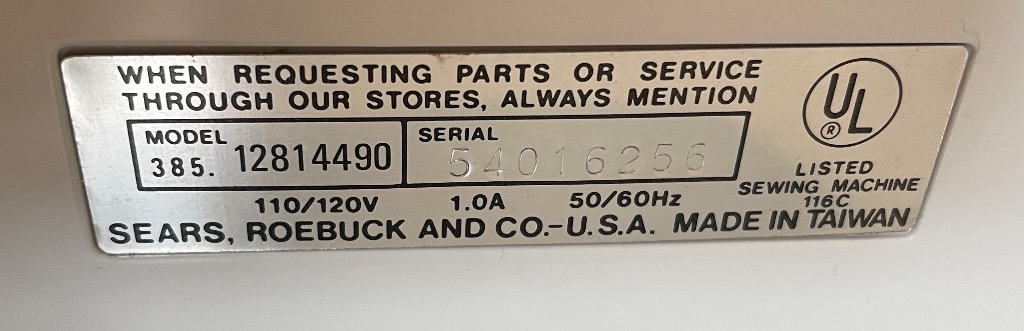 WHEN REQUESTING PARTS OR SERVICE
THROUGH OUR STORES, ALWAYS MENTION
MODEL
385. 12814490
SERIAL
54016256
UL
®
LISTED
SEWING MACHINE
116C
110/120V 1.0A 50/60Hz
SEARS, ROEBUCK AND CO.-U.S.A. MADE IN TAIWAN